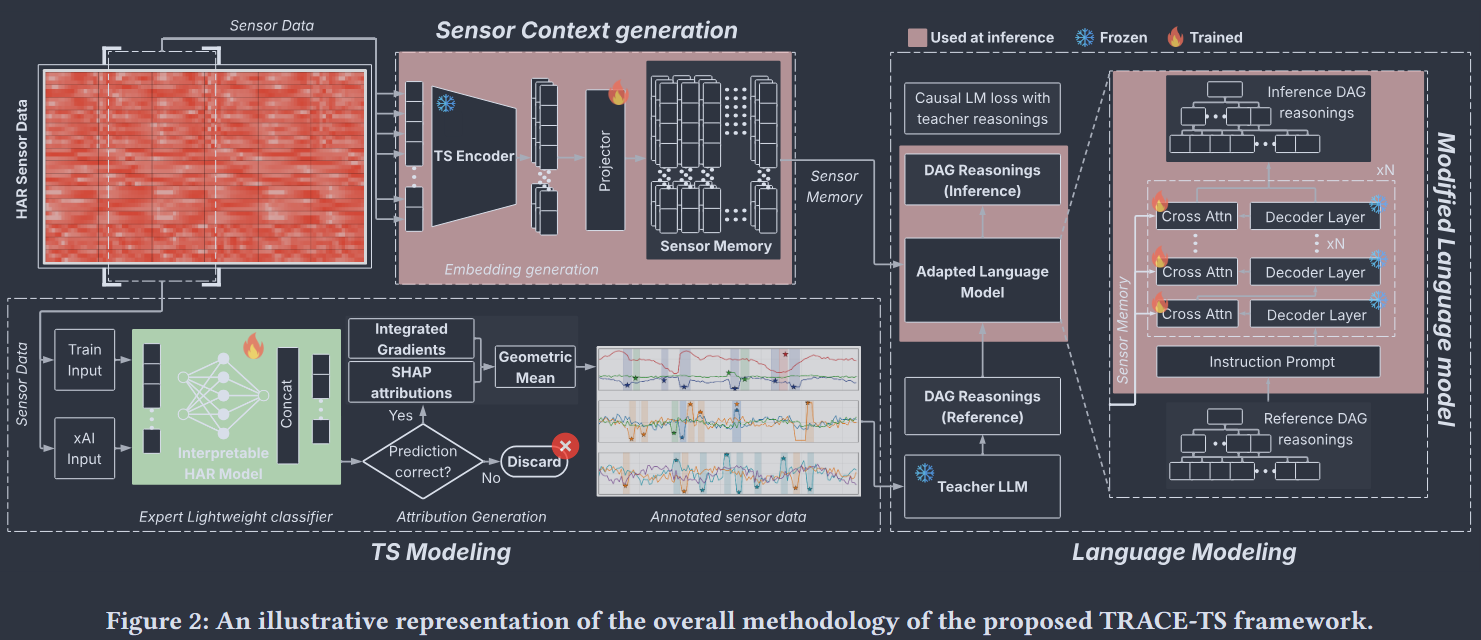 Sensor Data
Sensor Context generation
Used at inference
Frozen
Trained
HAR Sensor Data
TS Encoder
Projector
Sensor Memory
Embedding generation
Sensor
Memory
Causal LM loss with
teacher reasonings
DAG Reasonings
(Inference)
Adapted Language
Model
DAG Reasonings
(Reference)
Teacher LLM
Inference DAG
reasonings
xN
Cross Attn
Decoder Layer
xN
Cross Attn
Decoder Layer
Cross Attn
Decoder Layer
Sensor Memory
Instruction Prompt
Reference DAG
reasonings
Modified Language model
Sensor Data
Train
Input
xAI
Input
Interpretable
HAR Model
Concat
Expert Lightweight classifier
Integrated
Gradients
SHAP
attributions
Geometric
Mean
Yes
Prediction
correct?
No
Discard
Attribution Generation
Annotated sensor data
TS Modeling
Language Modeling
Figure 2: An illustrative representation of the overall methodology of the proposed TRACE-TS framework.